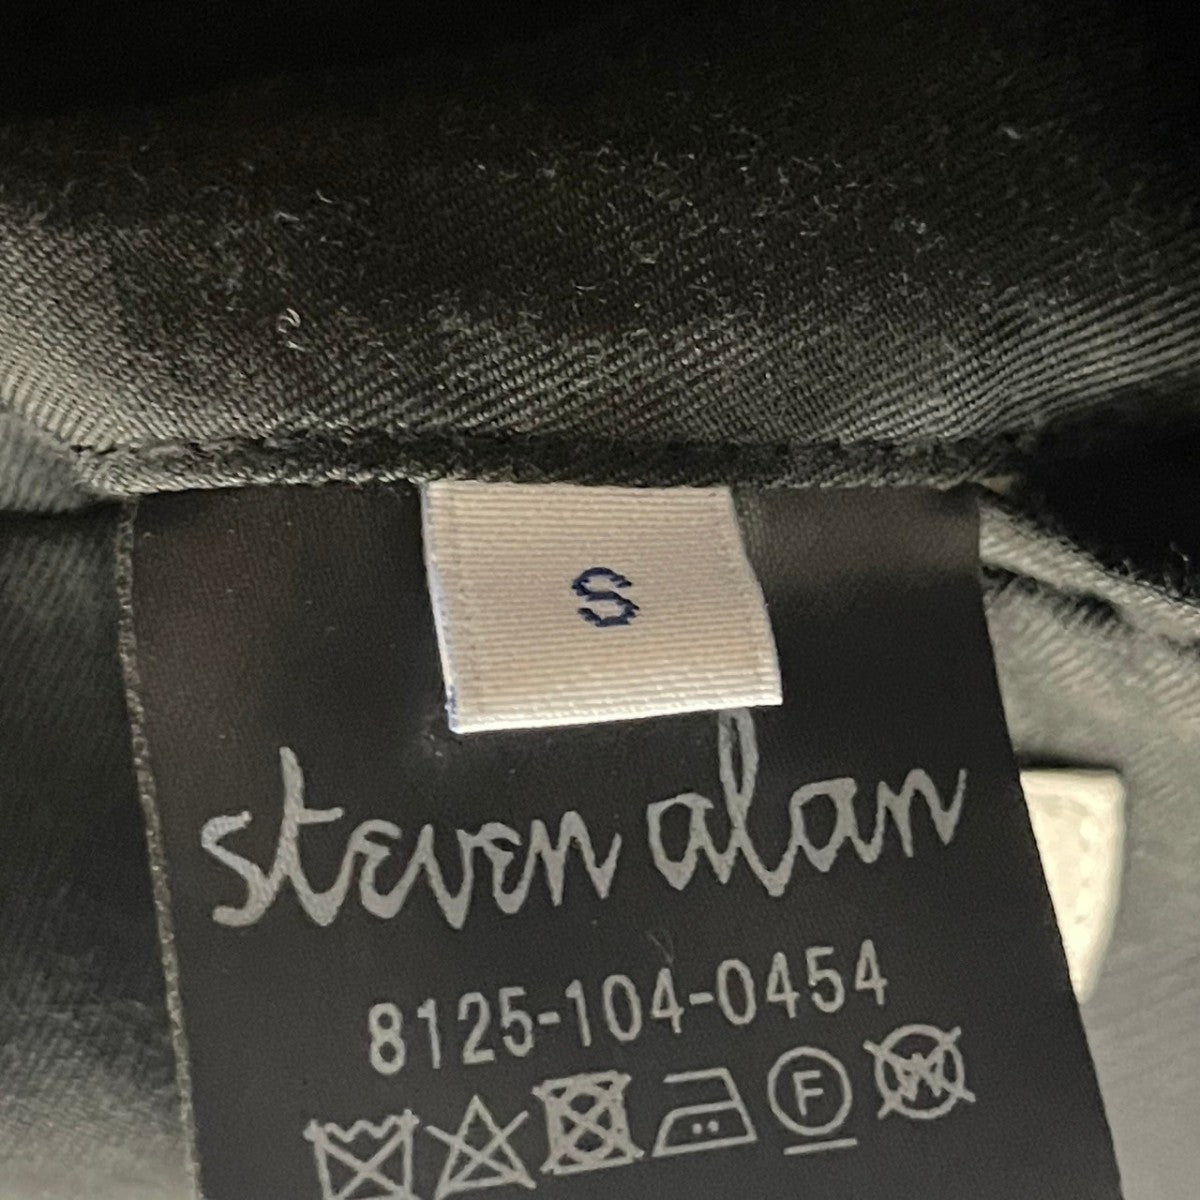 S
steven alan
8125-104-0454
F W